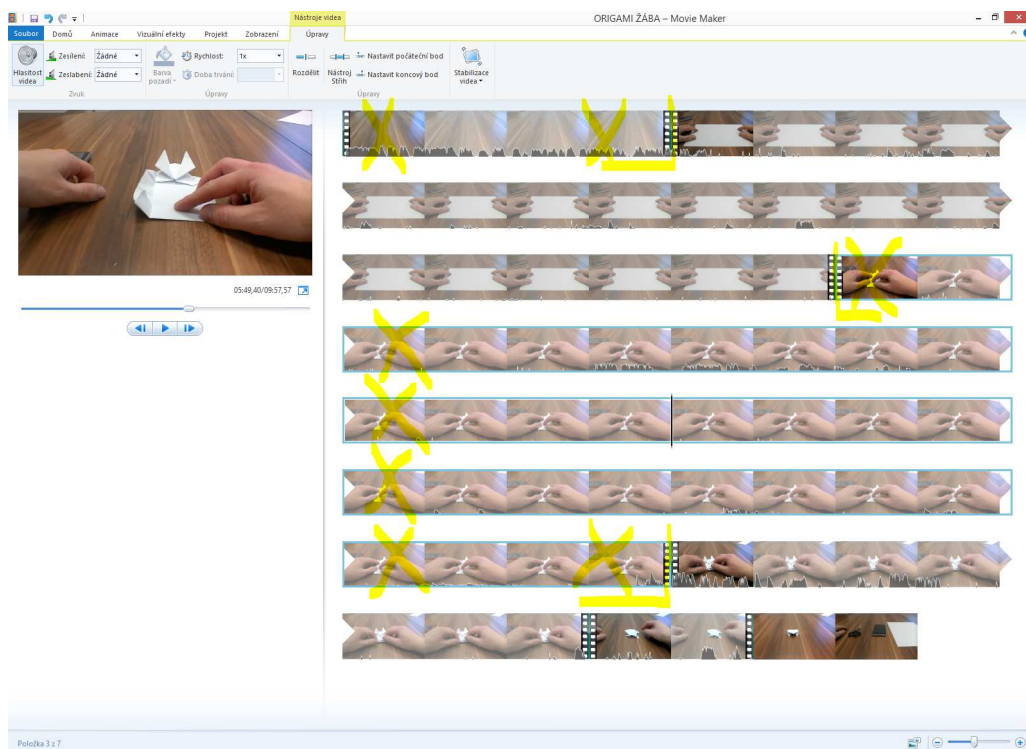 Nástroje videa
ORIGAMI ŽÁBA – Movie Maker
Soubor Domů Animace Vizuální efekty Projekt Zobrazení Úpravy
Hlasitost videa
Zesílení: Žádné
Zeslabení: Žádné
Zvuk
Barva pozadí
Rychlost: 1x
Doba trvání:
Úpravy
Rozdělit
Nástroj Střih
Nastavit počáteční bod
Nastavit koncový bod
Úpravy
Stabilizace videa
05:49,40/09:57,57
Položka 3 z 7